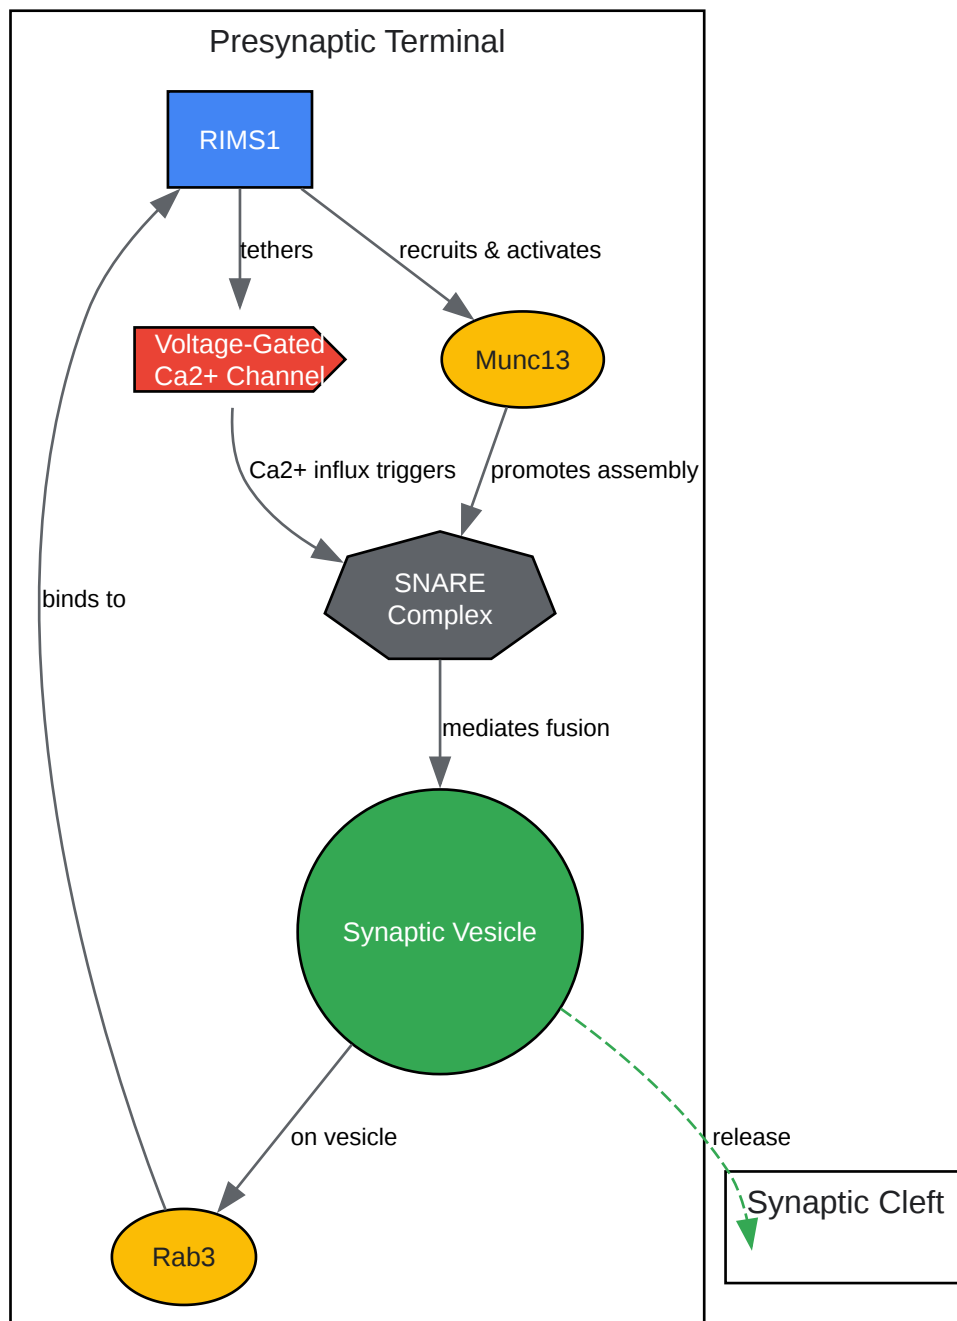 Presynaptic Terminal
RIMS1
tethers
recruits & activates
Voltage-Gated
Ca2+ Channel
Munc13
Ca2+ influx triggers
promotes assembly
SNARE
Complex
binds to
mediates fusion
Synaptic Vesicle
on vesicle
release
Synaptic Cleft
Rab3